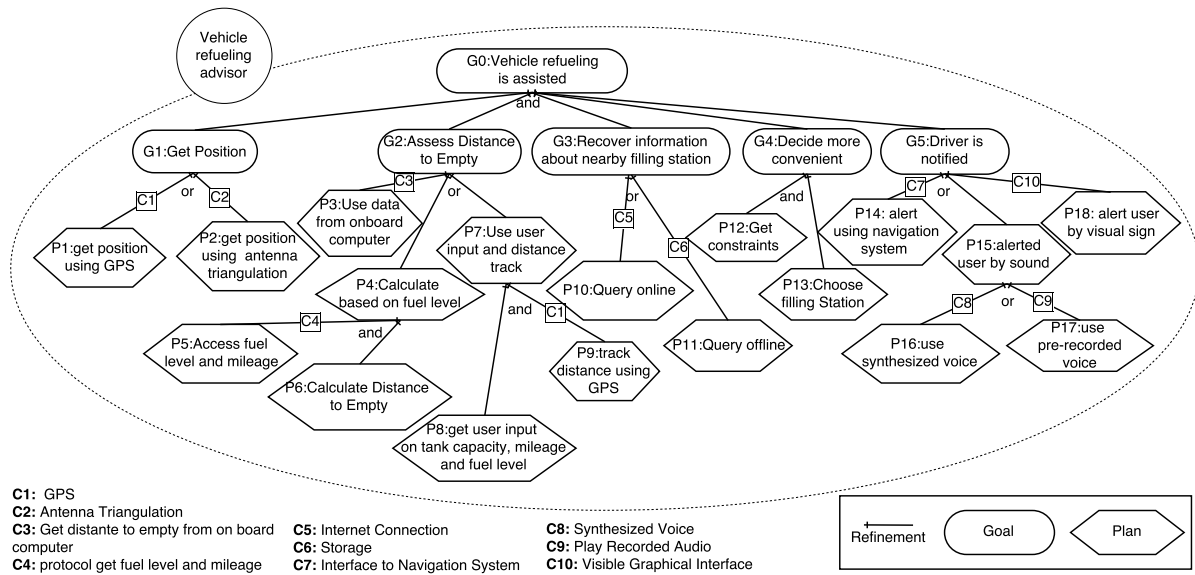 Vehicle
refueling
advisor
G0:Vehicle refueling
is assisted
and
G1:Get Position
G2:Assess Distance
to Empty
G3:Recover information
about nearby filling station
G4:Decide more
convenient
G5:Driver is
notified
C1
or
C2
C3
or
or
C5
C6
and
C7
or
C10
P1:get position
using GPS
P2:get position
using antenna
triangulation
P3:Use data
from onboard
computer
P7:Use user
input and distance
track
P12:Get
constraints
P14: alert
using navigation
system
P15:alerted
user by sound
P18: alert user
by visual sign
P4:Calculate
based on fuel level
P10:Query online
P13:Choose
filling Station
C4
and
and
C1
C8
or
C9
P5:Access fuel
level and mileage
P11:Query offline
P16:use
synthesized voice
P17:use
pre-recorded
voice
P6:Calculate Distance
to Empty
P9:track
distance using
GPS
P8:get user input
on tank capacity, mileage
and fuel level
C1: GPS
C2: Antenna Triangulation
C3: Get distante to empty from on board
computer
C4: protocol get fuel level and mileage
C5: Internet Connection
C6: Storage
C7: Interface to Navigation System
C8: Synthesized Voice
C9: Play Recorded Audio
C10: Visible Graphical Interface
Refinement
Goal
Plan